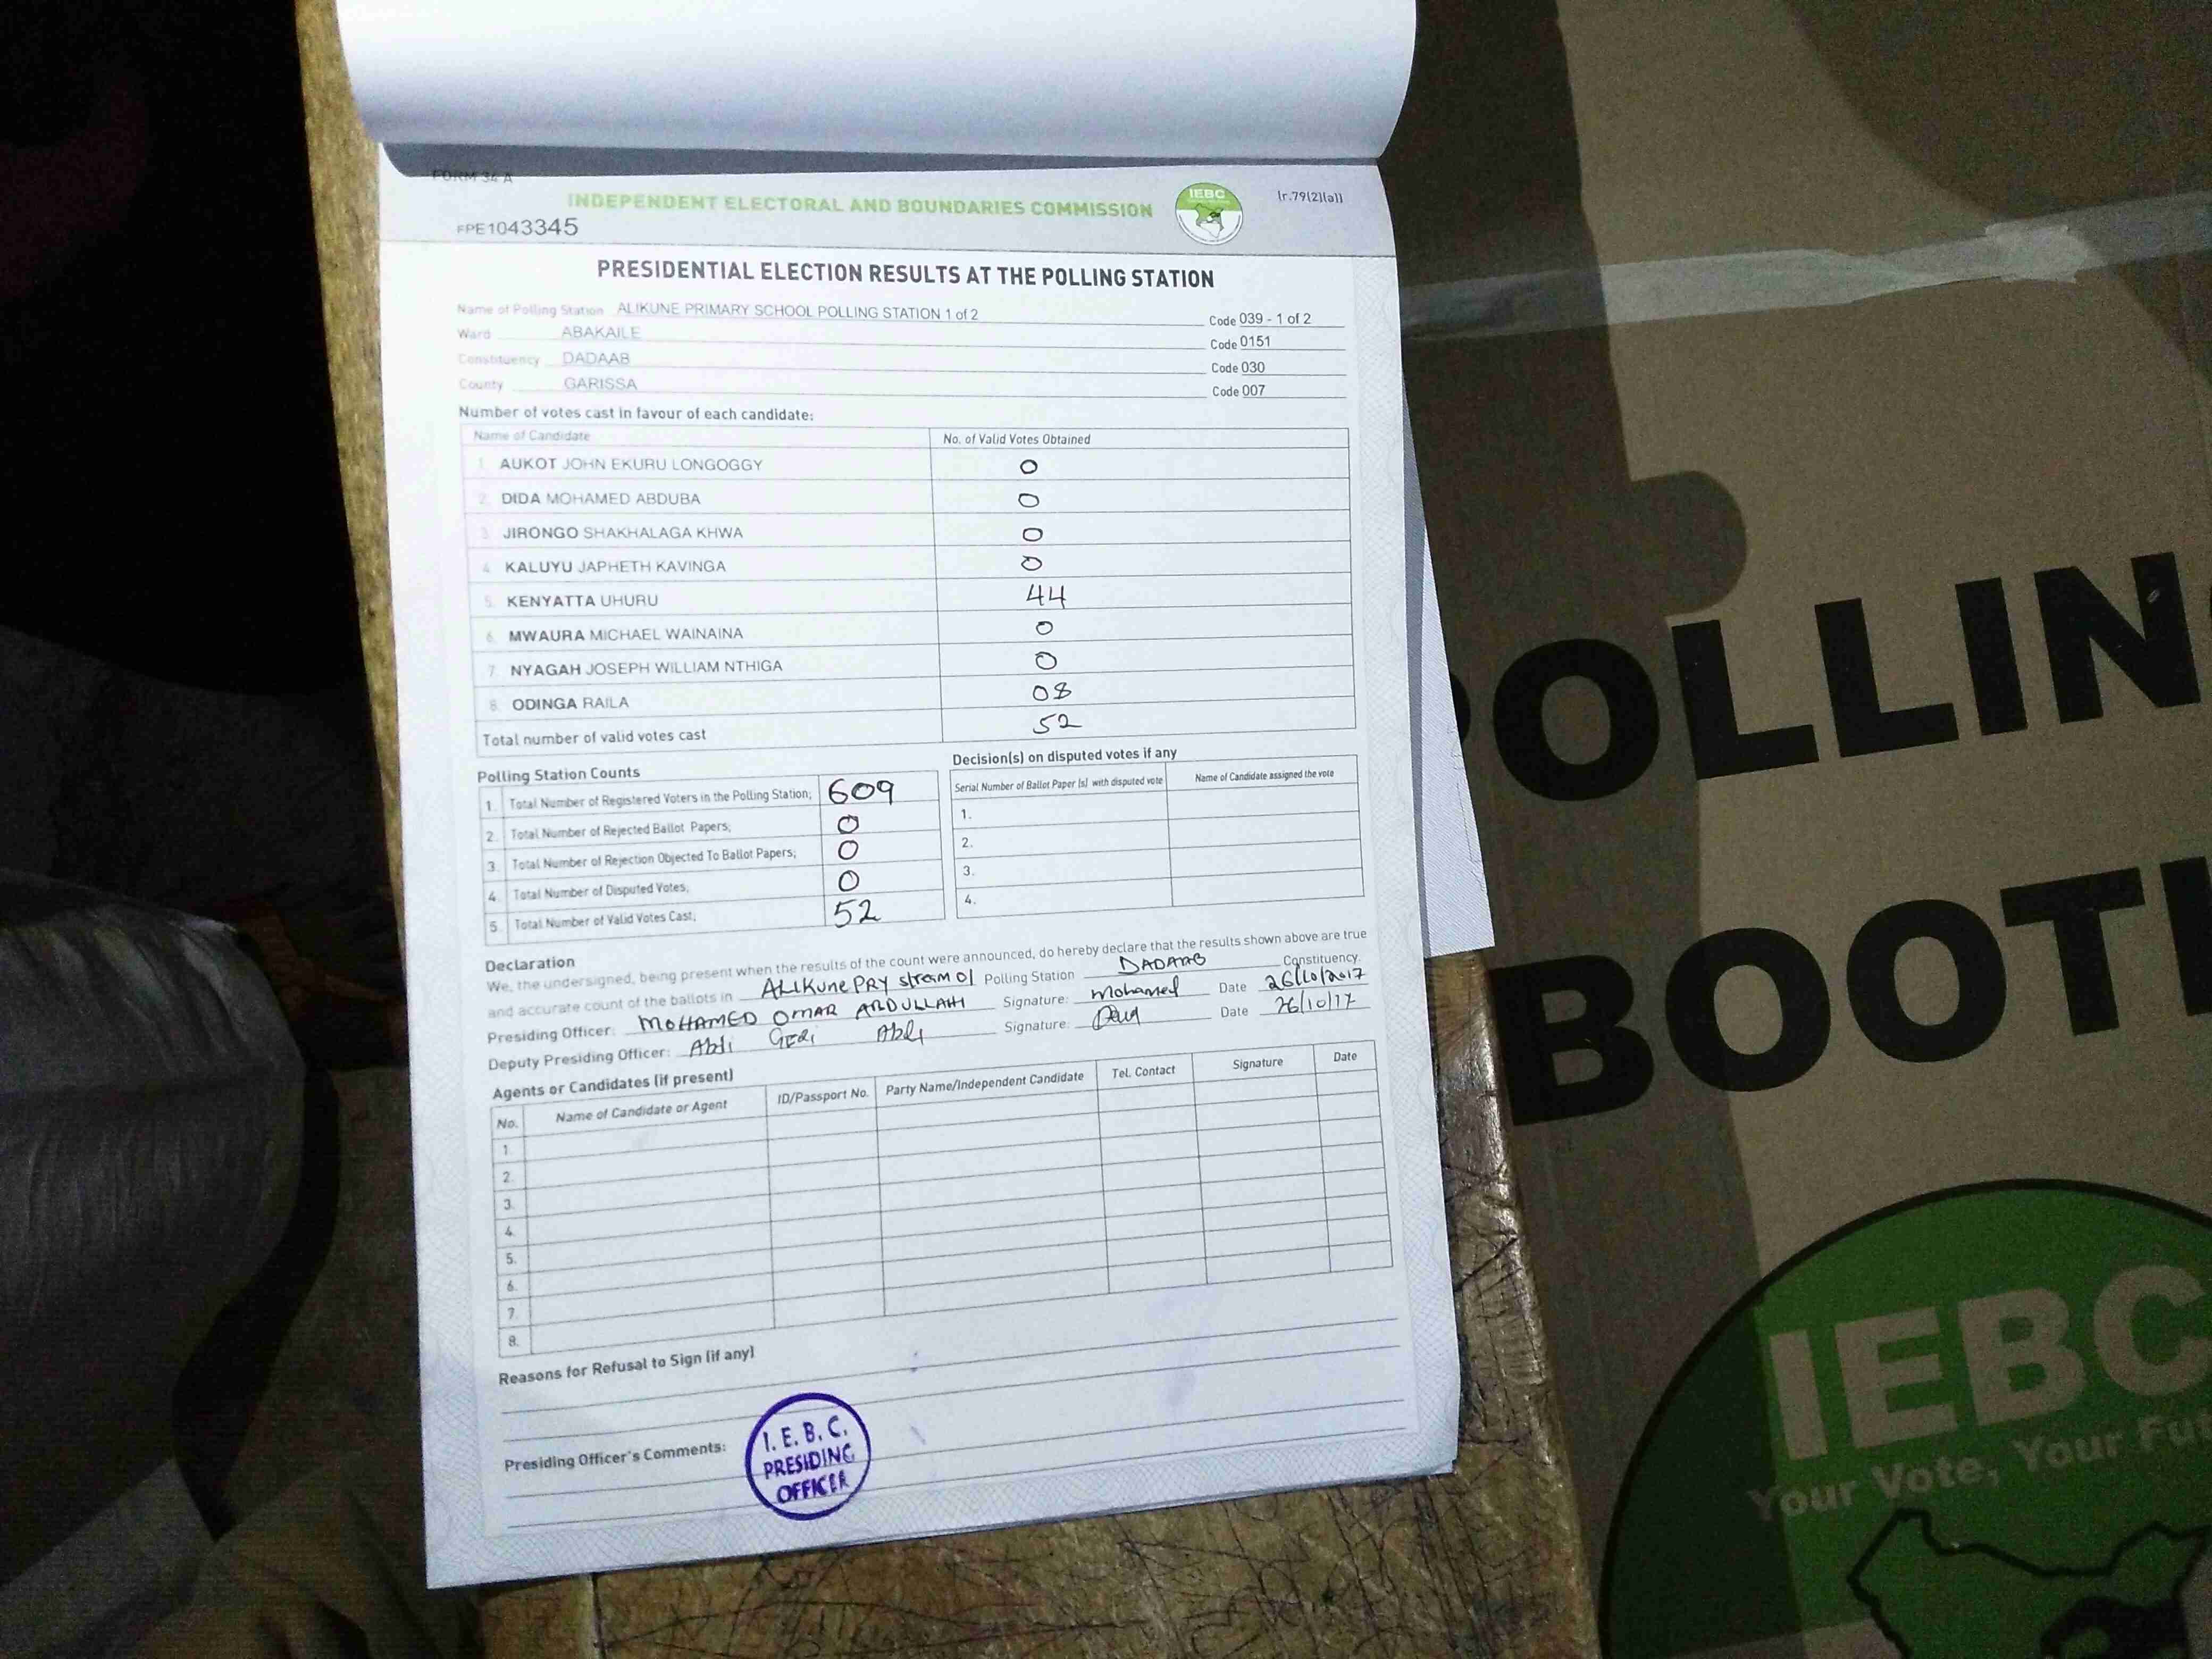 FORM 34 A
INDEPENDENT ELECTORAL AND BOUNDARIES COMMISSION
IEBC
(r.79(2)(a))
FPE1043345
PRESIDENTIAL ELECTION RESULTS AT THE POLLING STATION
Name of Polling Station ALIKUNE PRIMARY SCHOOL POLLING STATION 1 of 2 Code 039 - 1 of 2
Ward ABAKAILE Code 0151
Constituency DADAAB Code 030
County GARISSA Code 007
Number of votes cast in favour of each candidate:
Name of Candidate No. of Valid Votes Obtained
1. AUKOT JOHN EKURU LONGOGGY 0
2. DIDA MOHAMED ABDUBA 0
3. JIRONGO SHAKHALAGA KHWA 0
4. KALUYU JAPHETH KAVINGA 0
5. KENYATTA UHURU 44
6. MWAURA MICHAEL WAINAINA 0
7. NYAGAH JOSEPH WILLIAM NTHIGA 0
8. ODINGA RAILA 08
Total number of valid votes cast 52
Polling Station Counts
1. Total Number of Registered Voters in the Polling Station; 609
2. Total Number of Rejected Ballot Papers; 0
3. Total Number of Rejection Objected To Ballot Papers; 0
4. Total Number of Disputed Votes; 0
5. Total Number of Valid Votes Cast; 52
Decision(s) on disputed votes if any
Serial Number of Ballot Paper (s) with disputed vote Name of Candidate assigned the vote
1.
2.
3.
4.
Declaration
We, the undersigned, being present when the results of the count were announced, do hereby declare that the results shown above are true
and accurate count of the ballots in ALIKune PRY stream 01 Polling Station DADAAB Constituency.
Presiding Officer: MOHAMED OMAR ABDULLAHI Signature: Mohamed Date 26/10/2017
Deputy Presiding Officer: Abdi GEDi Abdi Signature: Date 26/10/17
Agents or Candidates (if present)
No. Name of Candidate or Agent ID/Passport No. Party Name/Independent Candidate Tel. Contact Signature Date
1.
2.
3.
4.
5.
6.
7.
8.
Reasons for Refusal to Sign (if any)
Presiding Officer's Comments:
I. E. B. C.
PRESIDING
OFFICER
POLLIN
BOOTH
IEBC
Your Vote, Your Fut